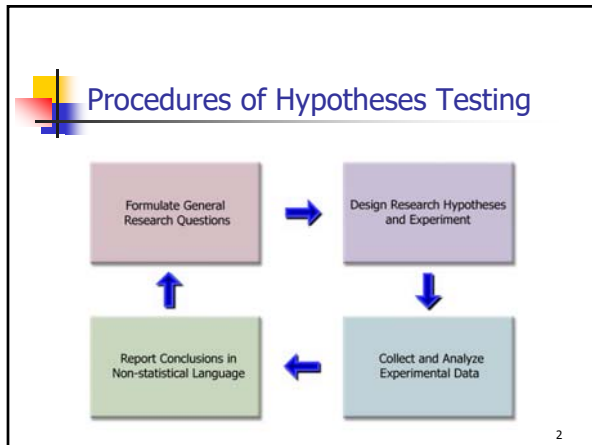 Procedures of Hypotheses Testing
Formulate General
Research Questions
Design Research Hypotheses
and Experiment
Report Conclusions in
Non-statistical Language
Collect and Analyze
Experimental Data
2